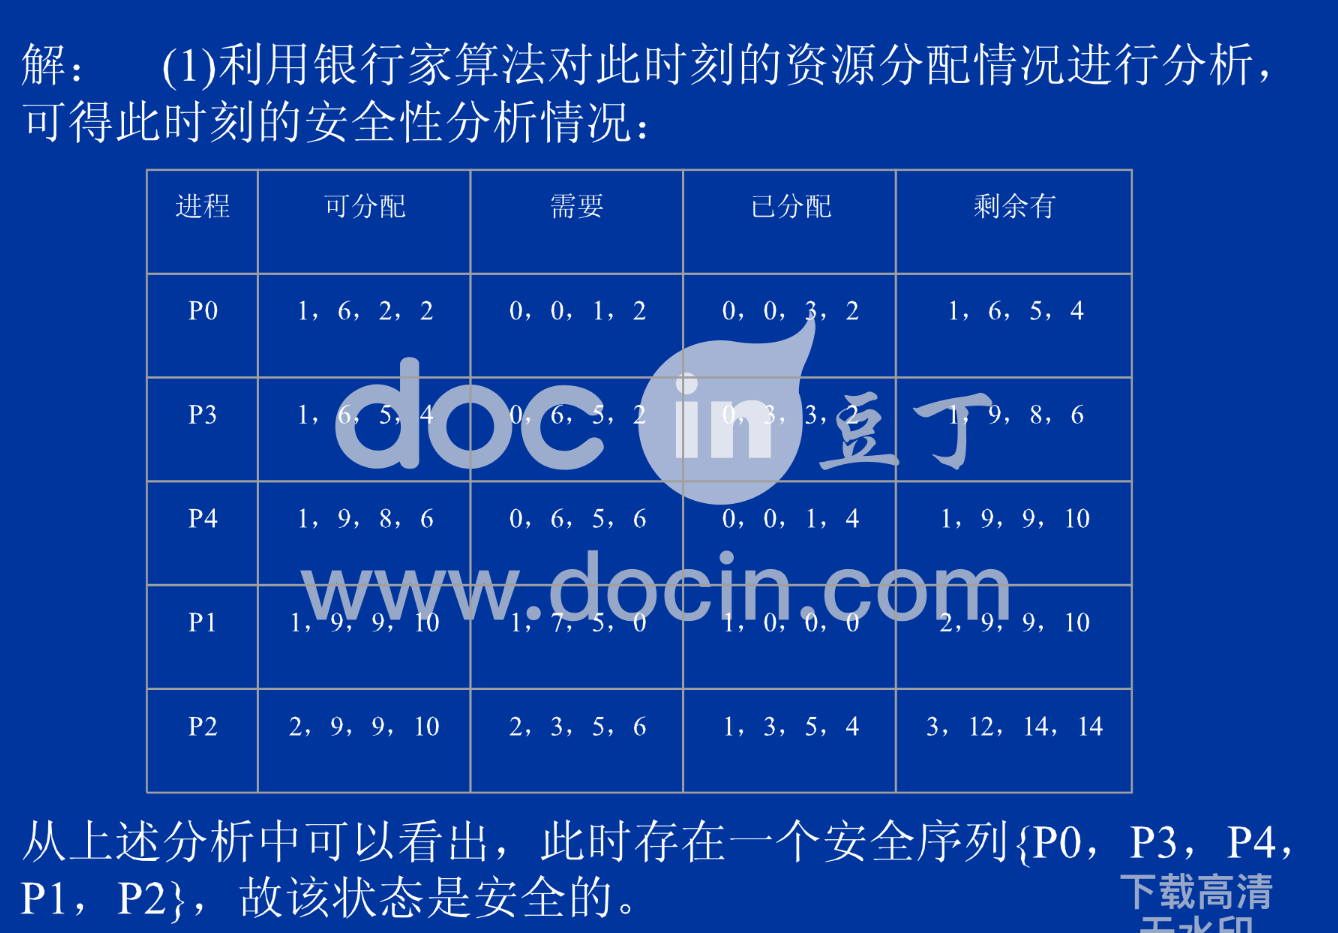 解：　(1)利用银行家算法对此时刻的资源分配情况进行分析，
可得此时刻的安全性分析情况：
进程 可分配 需要 已分配 剩余有
P0 1，6，2，2 0，0，1，2 0，0，3，2 1，6，5，4
P3 1，6，5，4 0，6，5，2 0，3，3，2 1，9，8，6
P4 1，9，8，6 0，6，5，6 0，0，1，4 1，9，9，10
P1 1，9，9，10 1，7，5，0 1，0，0，0 2，9，9，10
P2 2，9，9，10 2，3，5，6 1，3，5，4 3，12，14，14
docin 豆丁
www.docin.com
从上述分析中可以看出，此时存在一个安全序列{P0，P3，P4，
P1，P2}，故该状态是安全的。
下载高清
无水印